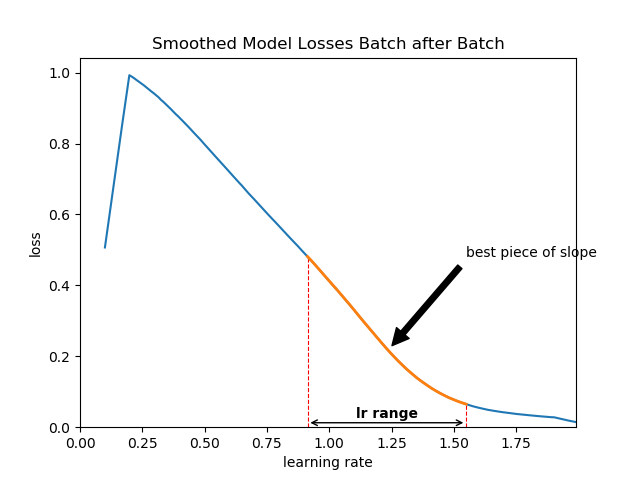 Smoothed Model Losses Batch after Batch
1.0
0.8
0.6
0.4
0.2
0.0
loss
best piece of slope
lr range
0.00 0.25 0.50 0.75 1.00 1.25 1.50 1.75
learning rate